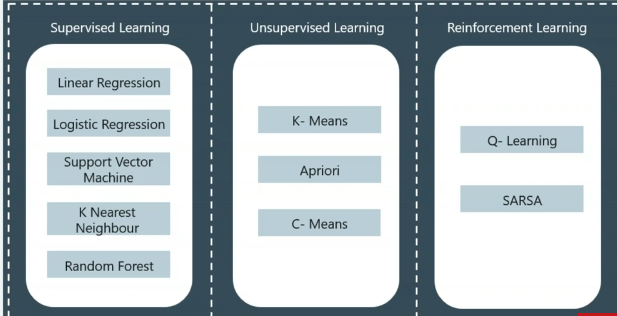 Supervised Learning
Linear Regression
Logistic Regression
Support Vector
Machine
K Nearest
Neighbour
Random Forest
Unsupervised Learning
K- Means
Apriori
C- Means
Reinforcement Learning
Q- Learning
SARSA